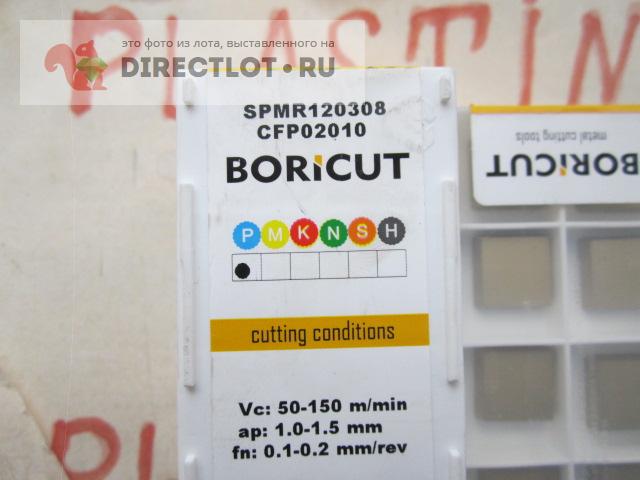 PLASTIN
это фото из лота, выставленного на
DIRECTLOT.RU
SPMR120308
CFP02010
BORICUT
BORICUT
metal cutting tools
P M K N S H
cutting conditions
Vc: 50-150 m/min
ap: 1.0-1.5 mm
fn: 0.1-0.2 mm/rev